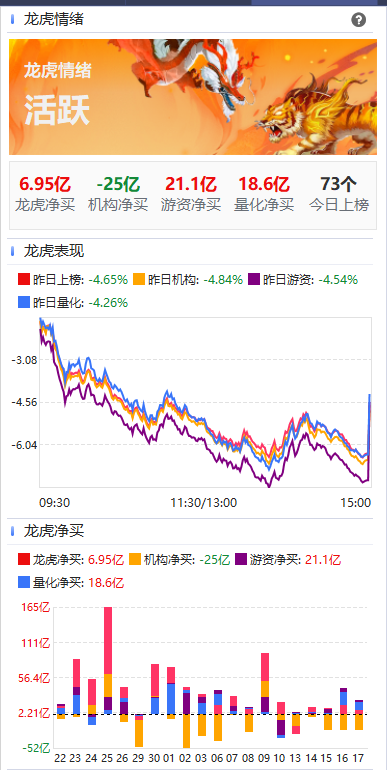 龙虎情绪 ?
龙虎情绪
活跃
6.95亿 -25亿 21.1亿 18.6亿 73个
龙虎净买 机构净买 游资净买 量化净买 今日上榜
龙虎表现
昨日上榜: -4.65% 昨日机构: -4.84% 昨日游资: -4.54%
昨日量化: -4.26%
-3.08
-4.56
-6.04
09:30 11:30/13:00 15:00
龙虎净买
龙虎净买: 6.95亿 机构净买: -25亿 游资净买: 21.1亿
量化净买: 18.6亿
165亿
111亿
56.4亿
2.21亿
-52亿
22 23 24 25 26 29 30 01 02 03 06 07 08 09 10 13 14 15 16 17